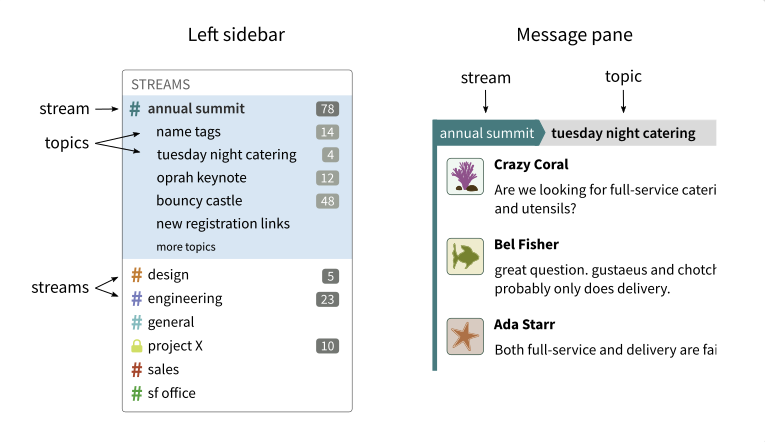 Left sidebar
STREAMS
stream
# annual summit 78
topics
name tags 14
tuesday night catering 4
oprah keynote 12
bouncy castle 48
new registration links
more topics
streams
# design 5
# engineering 23
# general
project X 10
# sales
# sf office
Message pane
stream
topic
annual summit
tuesday night catering
Crazy Coral
Are we looking for full-service cateri
and utensils?
Bel Fisher
great question. gustaeus and chotch
probably only does delivery.
Ada Starr
Both full-service and delivery are fai